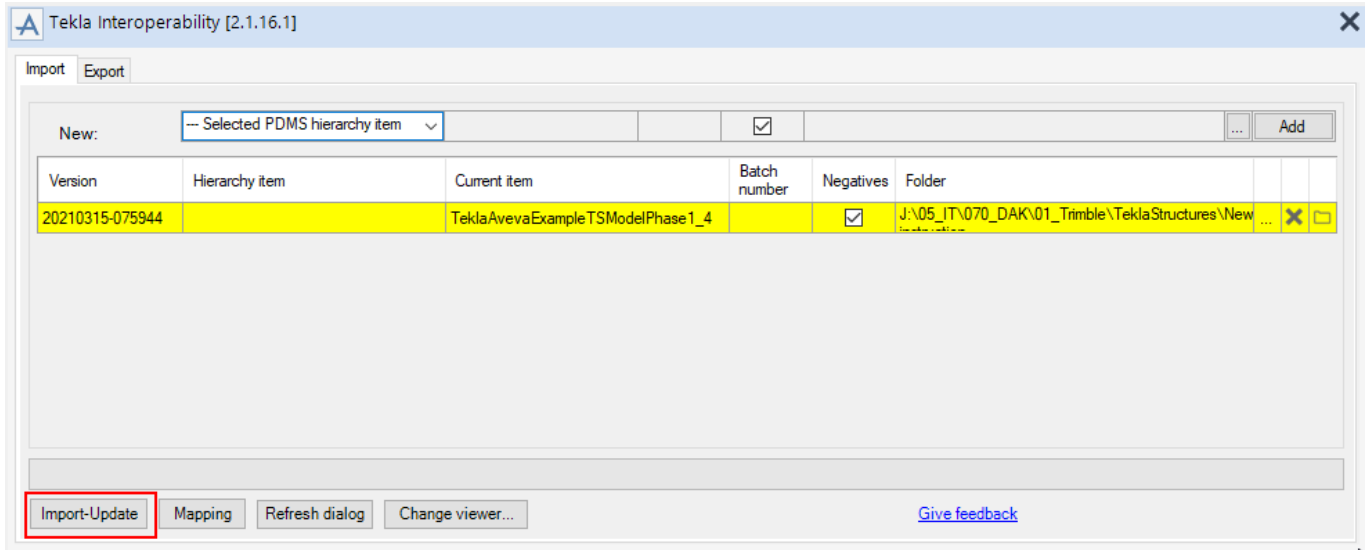 Tekla Interoperability [2.1.16.1]
Import Export
New: --- Selected PDMS hierarchy item ... Add
Version Hierarchy item Current item Batch number Negatives Folder
20210315-075944 TeklaAvevaExampleTSModelPhase1_4 J:\05_IT\070_DAK\01_Trimble\TeklaStructures\New ...
Import-Update Mapping Refresh dialog Change viewer... Give feedback